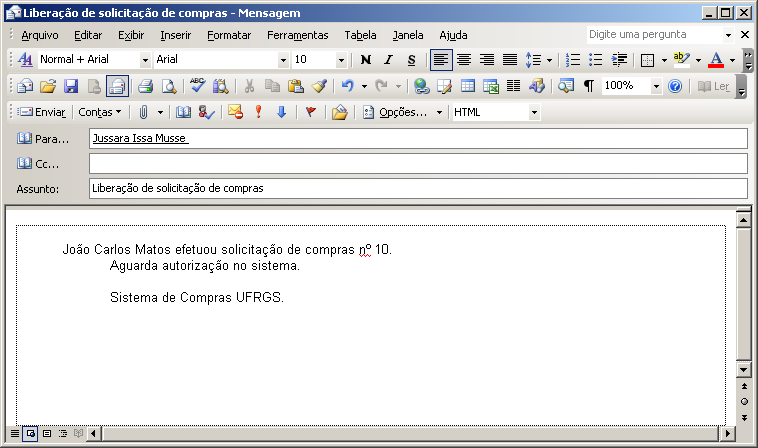 Liberação de solicitação de compras - Mensagem
Arquivo Editar Exibir Inserir Formatar Ferramentas Tabela Janela Ajuda Digite uma pergunta
Normal + Arial Arial 10 N I S
ABC 100% Ler
Enviar Contas Opções... HTML
Para... Jussara Issa Musse
Cc...
Assunto: Liberação de solicitação de compras
João Carlos Matos efetuou solicitação de compras nº 10.
Aguarda autorização no sistema.
Sistema de Compras UFRGS.